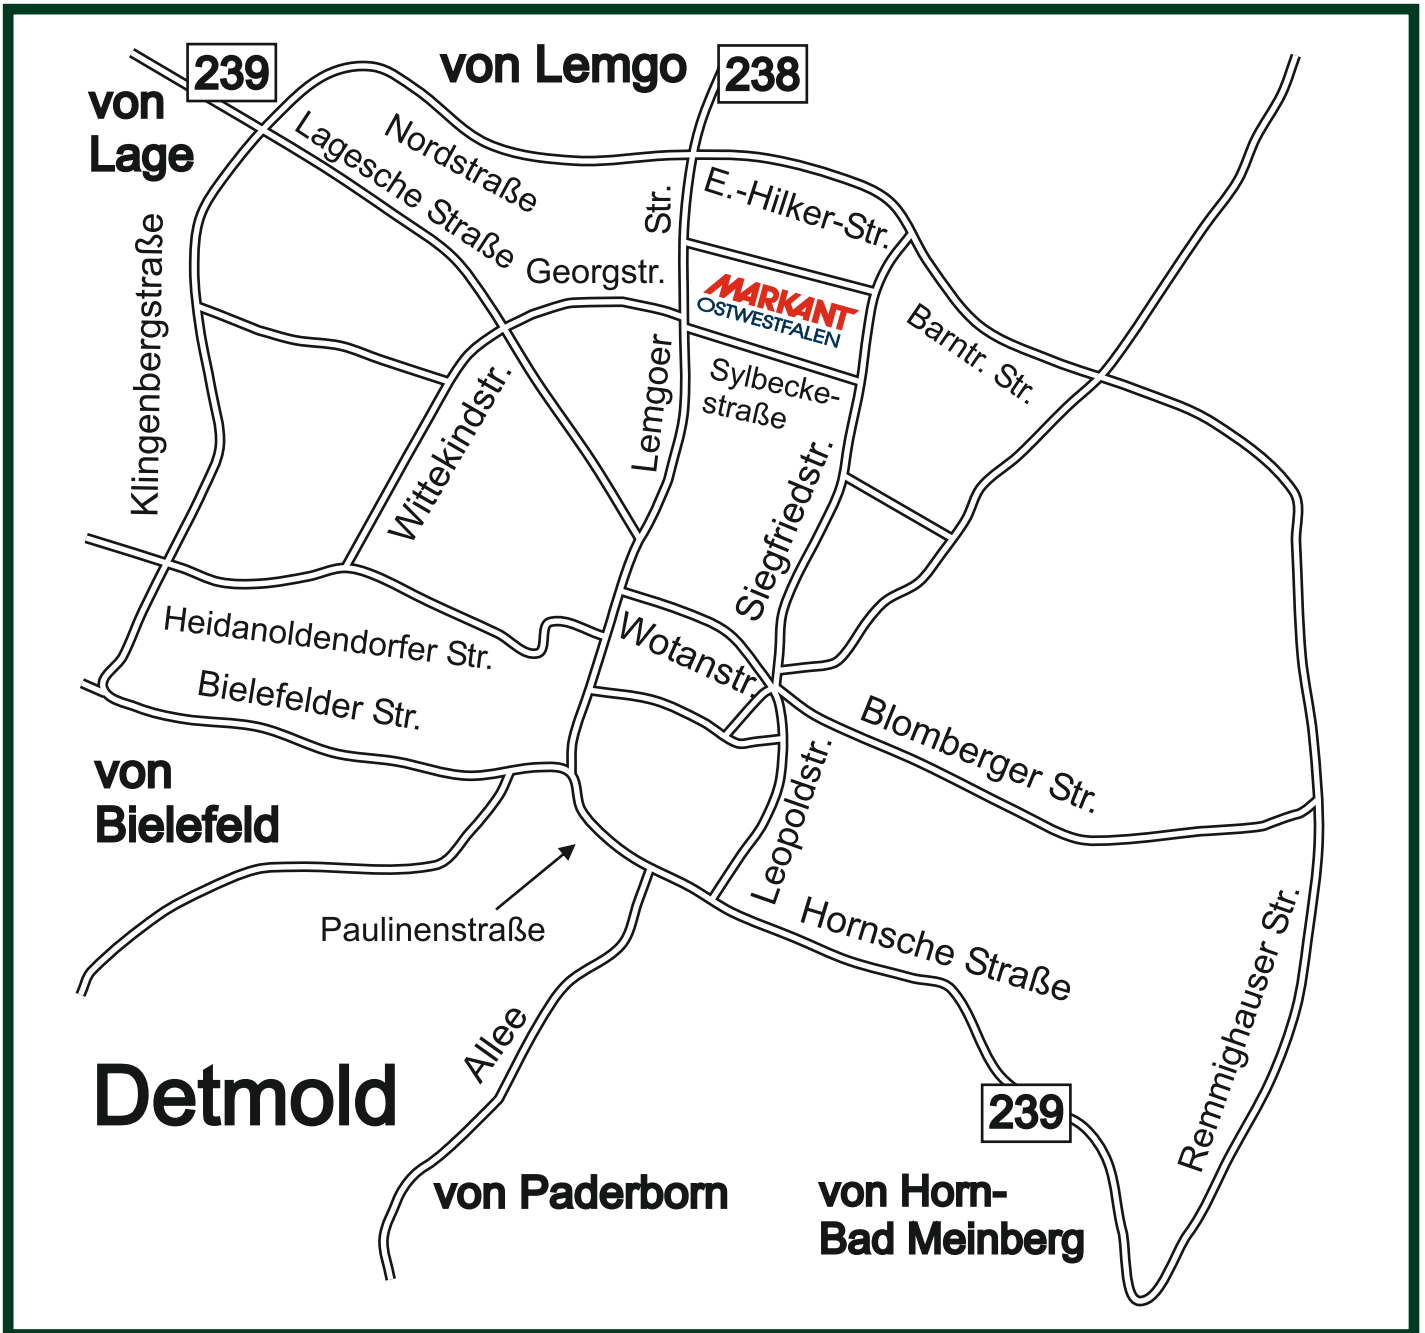 239
von Lemgo
238
von
Lage
Nordstraße
Lagesche Straße
E.-Hilker-Str.
Lemgoer Str.
Georgstr.
Klingenbergstraße
MARKANT
OSTWESTFALEN
Barntr. Str.
Sylbecke-
straße
Wittekindstr.
Siegfriedstr.
Heidanoldendorfer Str.
Wotanstr.
Bielefelder Str.
Blomberger Str.
von
Bielefeld
Leopoldstr.
Paulinenstraße
Hornsche Straße
Remmighauser Str.
Allee
Detmold
239
von Paderborn
von Horn-
Bad Meinberg